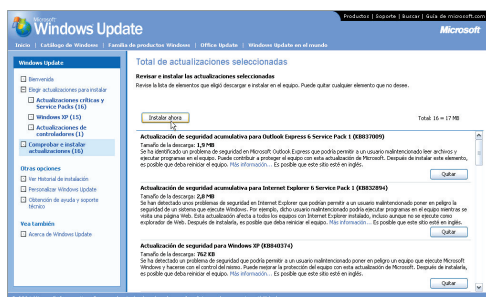 Productos | Soporte | Buscar | Guía de microsoft.com
Microsoft
Windows Update
Microsoft
Inicio | Catálogo de Windows | Familia de productos Windows | Office Update | Windows Update en el mundo
Windows Update
Bienvenida
Elegir actualizaciones para instalar
Actualizaciones críticas y
Service Packs (16)
Windows XP (15)
Actualizaciones de
controladores (1)
Comprobar e instalar
actualizaciones (16)
Otras opciones
Ver Historial de instalación
Personalizar Windows Update
Obtención de ayuda y soporte
técnico
Vea también
Acerca de Windows Update
Total de actualizaciones seleccionadas
Revisar e instalar las actualizaciones seleccionadas
Revise la lista de elementos que eligió descargar e instalar en el equipo. Puede quitar cualquier elemento que no desee.
Instalar ahora
Total: 16 = 17 MB
Actualización de seguridad acumulativa para Outlook Express 6 Service Pack 1 (KB837009)
Tamaño de la descarga: 1,9 MB
Se ha identificado un problema de seguridad en Microsoft Outlook Express que podría permitir a un usuario malintencionado leer archivos y
ejecutar programas en el equipo. Puede contribuir a proteger el equipo con esta actualización de Microsoft. Después de instalar este elemento,
es posible que deba reiniciar el equipo. Más información... Es posible que este sitio esté en inglés.
Quitar
Actualización de seguridad acumulativa para Internet Explorer 6 Service Pack 1 (KB832894)
Tamaño de la descarga: 2,8 MB
Se han detectado unos problemas de seguridad en Internet Explorer que podrían permitir a un usuario malintencionado poner en peligro la
seguridad de un sistema que ejecute Windows. Por ejemplo, dicho usuario malintencionado podría ejecutar programas en el equipo mientras se
visita una página Web. Esta actualización afecta a todos los equipos con Internet Explorer instalado, incluso aunque no se ejecute como
explorador de Web. Después de instalarla, es posible que deba reiniciar el equipo. Más información... Es posible que este sitio esté en inglés.
Quitar
Actualización de seguridad para Windows XP (KB840374)
Tamaño de la descarga: 762 KB
Se ha detectado un problema de seguridad que podría permitir a un usuario malintencionado poner en peligro un equipo que ejecute Microsoft
Windows y hacerse con el control del mismo. Puede mejorar la protección del equipo con esta actualización de Microsoft. Después de instalarla,
es posible que deba reiniciar el equipo. Más información... Es posible que este sitio esté en inglés.
Quitar